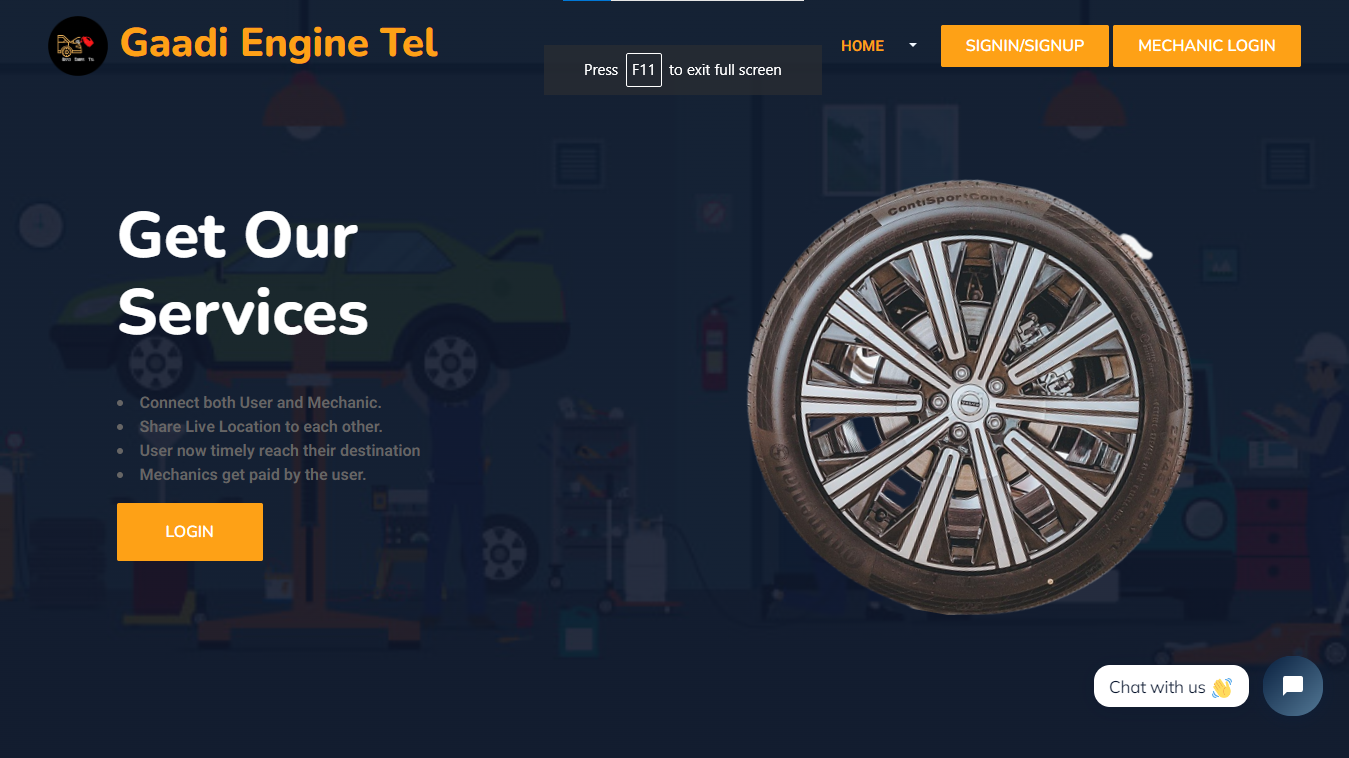 Gaadi Engine Tel
HOME
SIGNIN/SIGNUP
MECHANIC LOGIN
Press F11 to exit full screen
Get Our
Services
ContiSportContact
Connect both User and Mechanic.
Share Live Location to each other.
User now timely reach their destination
Mechanics get paid by the user.
LOGIN
Chat with us 👋